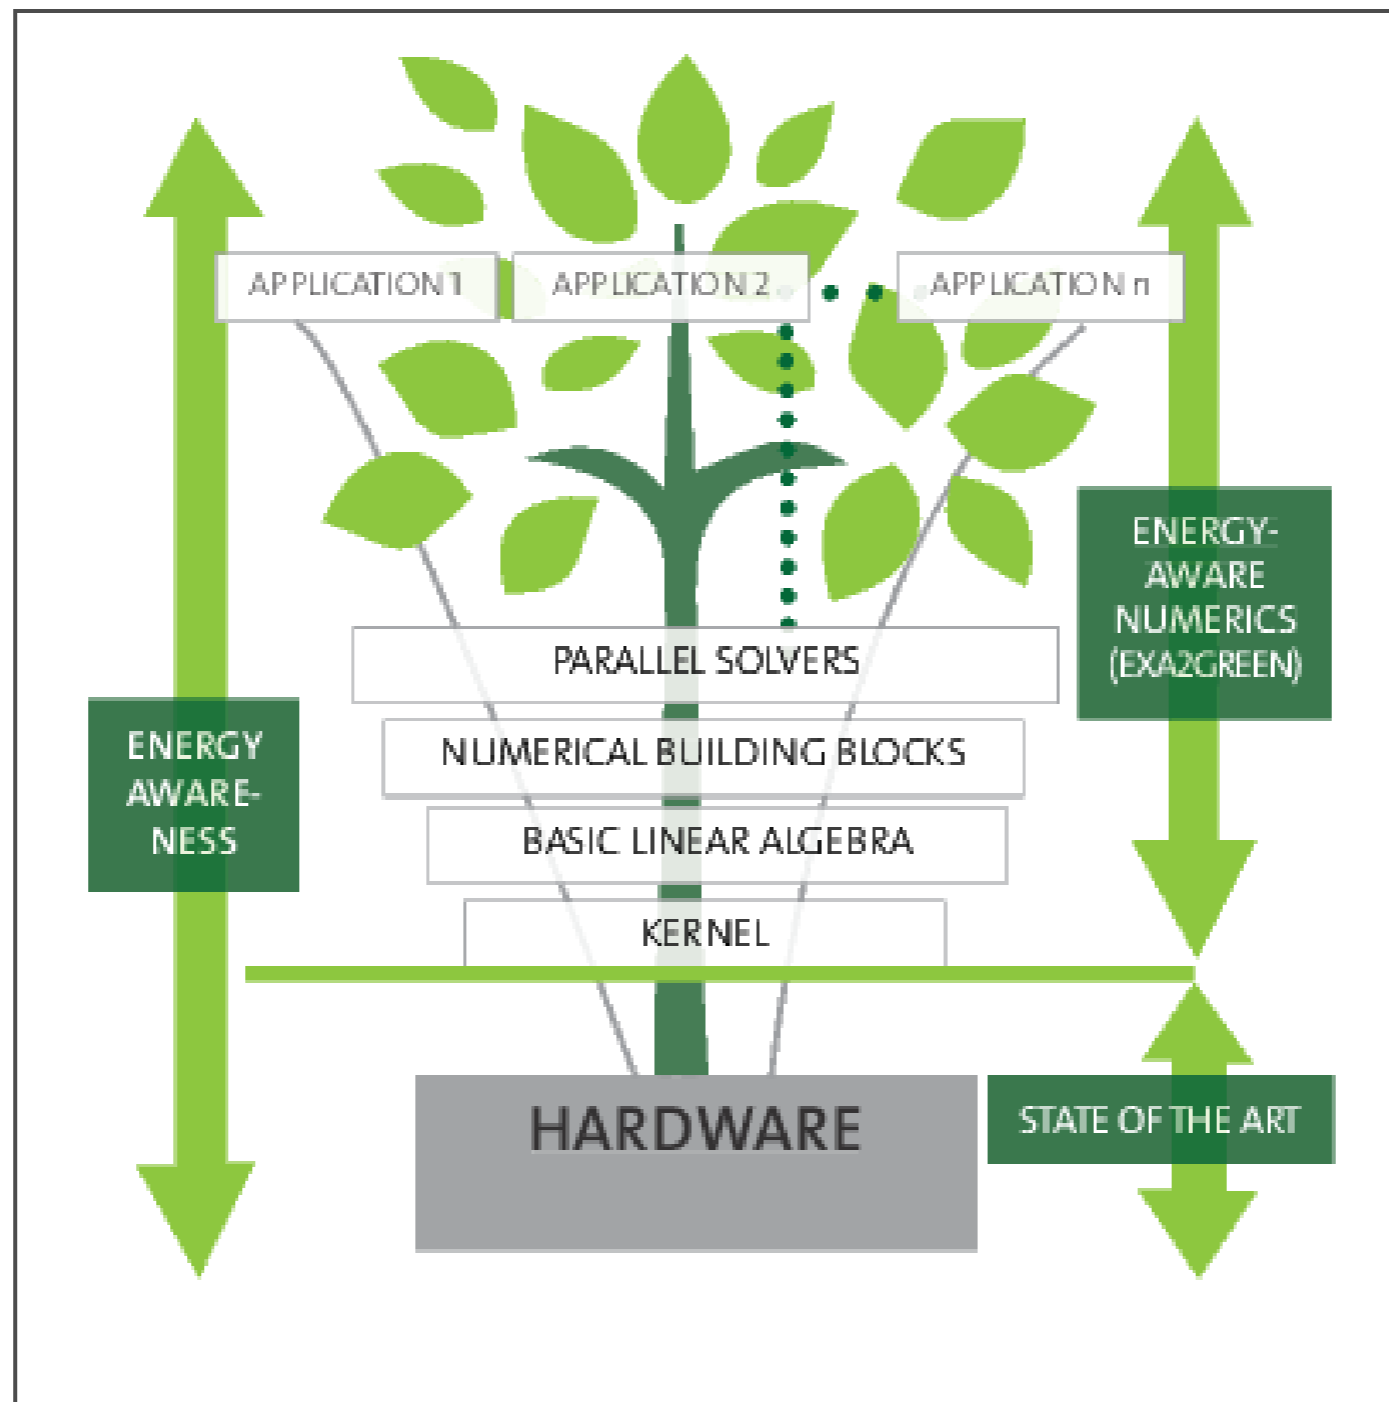 APPLICATION 1
APPLICATION 2
APPLICATION n
ENERGY-
AWARE
NUMERICS
(EXA2GREEN)
PARALLEL SOLVERS
ENERGY
AWARE-
NESS
NUMERICAL BUILDING BLOCKS
BASIC LINEAR ALGEBRA
KERNEL
HARDWARE
STATE OF THE ART